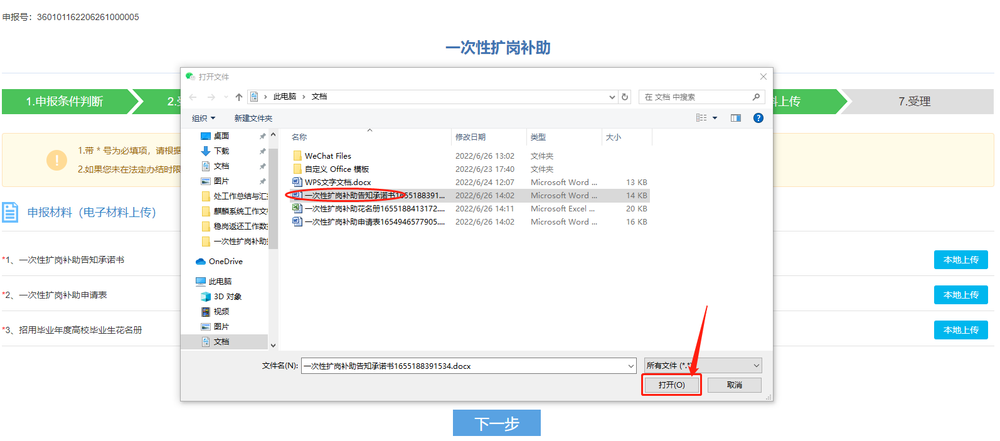 申报号：360101162206261000005
一次性扩岗补助
1.申报条件判断
2.
料上传
7.受理
1.带 * 号为必填项，请根据
2.如果您未在法定办结时限
申报材料（电子材料上传）
*1、一次性扩岗补助告知承诺书
本地上传
*2、一次性扩岗补助申请表
本地上传
*3、招用毕业年度高校毕业生花名册
本地上传
打开文件
此电脑 › 文档
在 文档 中搜索
组织
新建文件夹
桌面
下载
文档
图片
处工作总结与汇
麒麟系统工作文
稳岗返还工作数
一次性扩岗补助
OneDrive
此电脑
3D 对象
视频
图片
文档
名称 修改日期 类型 大小
WeChat Files 2022/6/26 13:02 文件夹
自定义 Office 模板 2022/6/23 17:40 文件夹
WPS文字文档.docx 2022/6/24 12:07 Microsoft Word ... 13 KB
一次性扩岗补助告知承诺书1655188391... 2022/6/26 14:02 Microsoft Word ... 14 KB
一次性扩岗补助花名册1655188413172.... 2022/6/26 14:11 Microsoft Excel ... 20 KB
一次性扩岗补助申请表1654946577905.... 2022/6/26 14:02 Microsoft Word ... 16 KB
文件名(N): 一次性扩岗补助告知承诺书1655188391534.docx
所有文件 (*.*)
打开(O)
取消
下一步